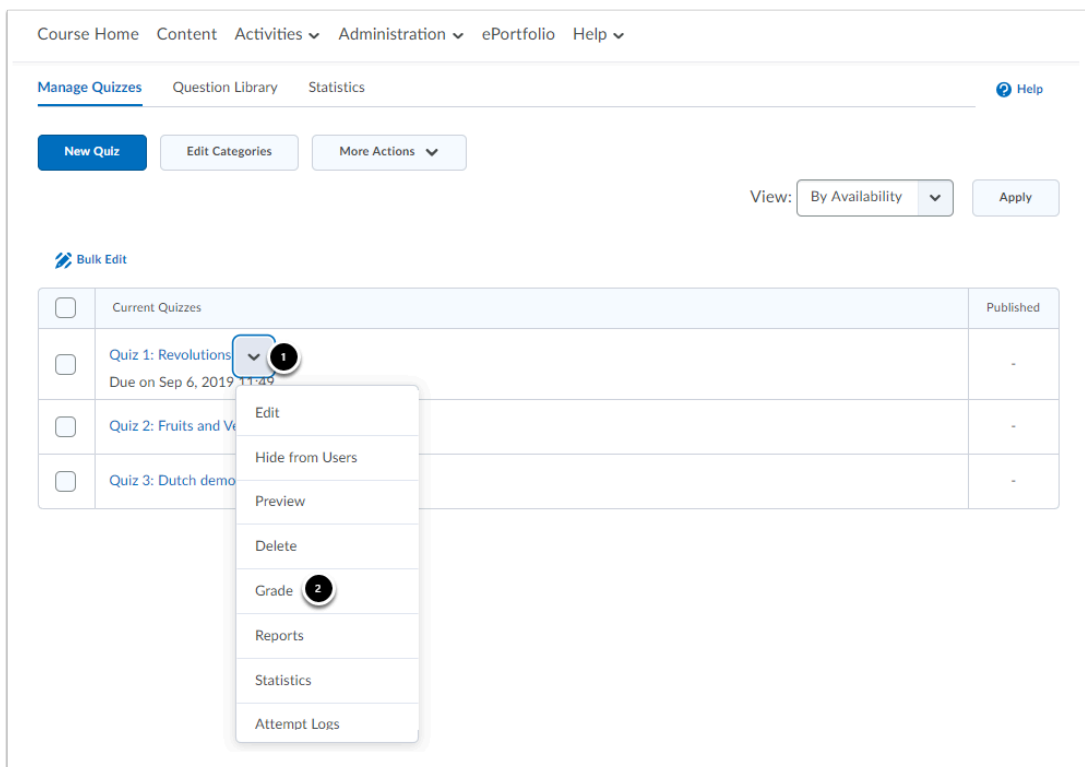 Course Home Content Activities Administration ePortfolio Help
Manage Quizzes Question Library Statistics Help
New Quiz Edit Categories More Actions
View: By Availability Apply
Bulk Edit
Current Quizzes Published
Quiz 1: Revolutions 1
Due on Sep 6, 2019 11:49 -
Edit
Quiz 2: Fruits and Ve -
Hide from Users
Quiz 3: Dutch demo -
Preview
Delete
Grade 2
Reports
Statistics
Attempt Logs